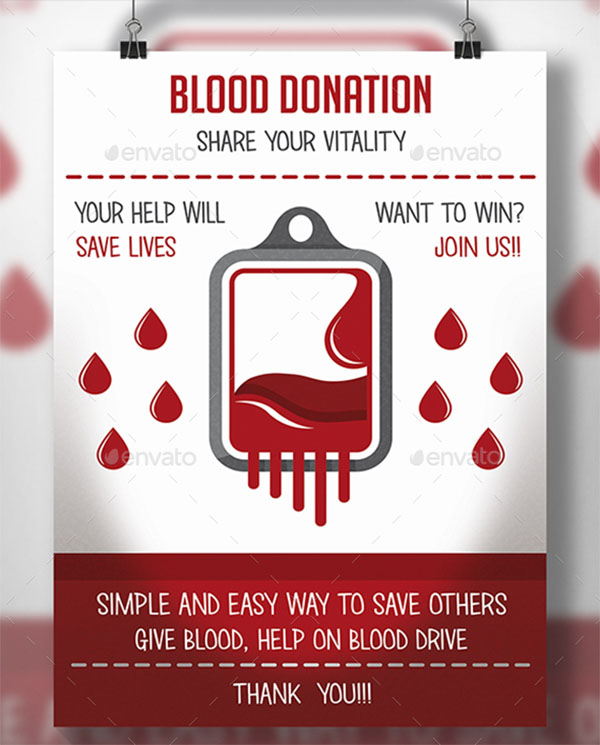 BLOOD DONATION
SHARE YOUR VITALITY
envato envato
YOUR HELP WILL
SAVE LIVES
WANT TO WIN?
JOIN US!!
envato envato
SIMPLE AND EASY WAY TO SAVE OTHERS
GIVE BLOOD, HELP ON BLOOD DRIVE
THANK YOU!!!